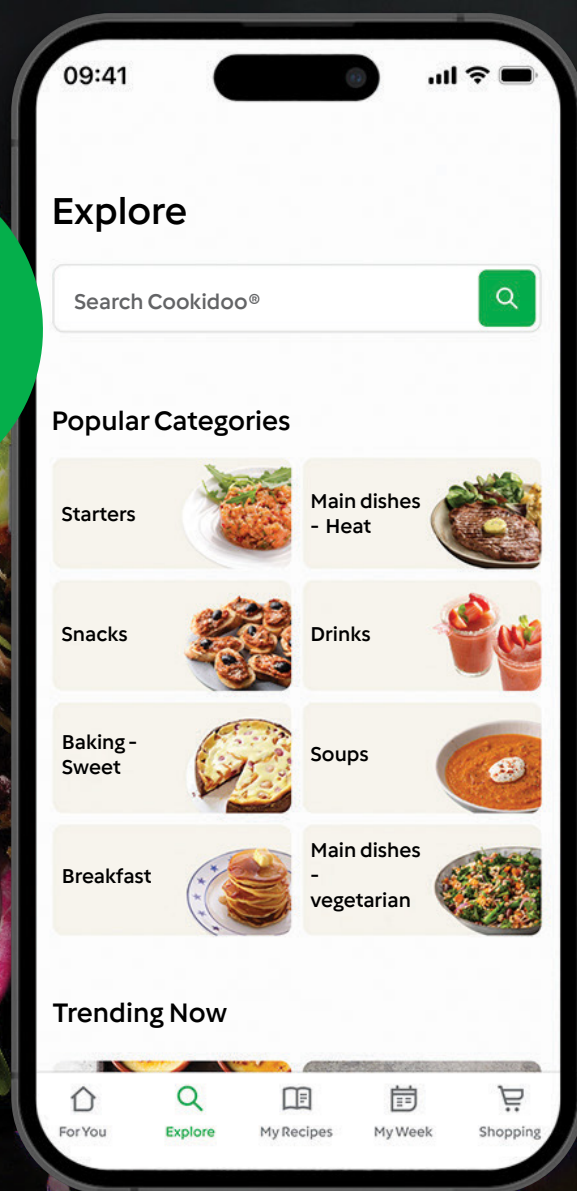 09:41
Explore
Search Cookidoo®
Popular Categories
Starters
Main dishes
- Heat
Snacks
Drinks
Baking -
Sweet
Soups
Breakfast
Main dishes
-
vegetarian
Trending Now
For You
Explore
My Recipes
My Week
Shopping